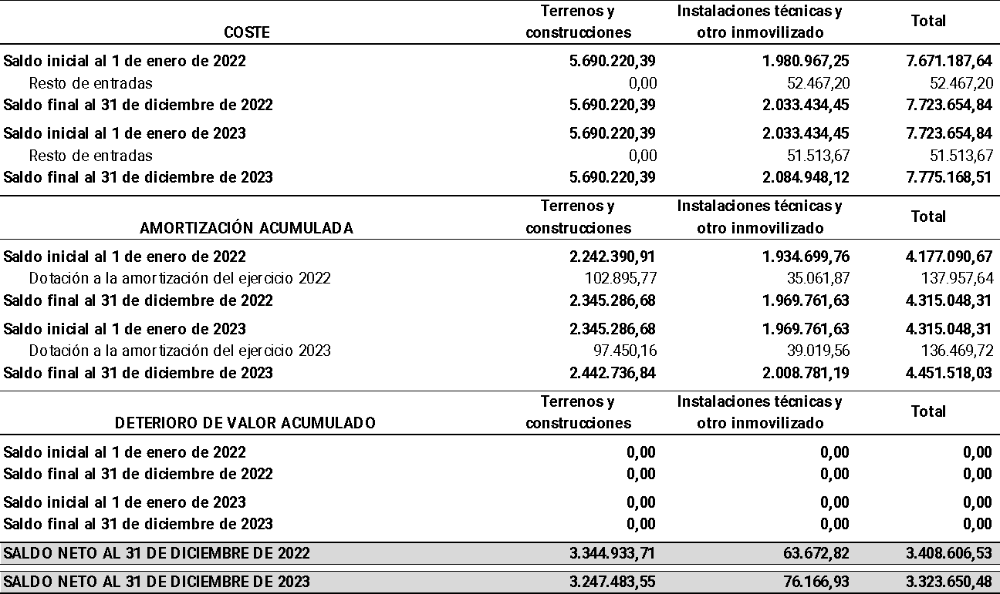 Terrenos y Instalaciones técnicas y Total
COSTE construcciones otro inmovilizado
Saldo inicial al 1 de enero de 2022 5.690.220,39 1.980.967,25 7.671.187,64
Resto de entradas 0,00 52.467,20 52.467,20
Saldo final al 31 de diciembre de 2022 5.690.220,39 2.033.434,45 7.723.654,84
Saldo inicial al 1 de enero de 2023 5.690.220,39 2.033.434,45 7.723.654,84
Resto de entradas 0,00 51.513,67 51.513,67
Saldo final al 31 de diciembre de 2023 5.690.220,39 2.084.948,12 7.775.168,51
Terrenos y Instalaciones técnicas y Total
AMORTIZACIÓN ACUMULADA construcciones otro inmovilizado
Saldo inicial al 1 de enero de 2022 2.242.390,91 1.934.699,76 4.177.090,67
Dotación a la amortización del ejercicio 2022 102.895,77 35.061,87 137.957,64
Saldo final al 31 de diciembre de 2022 2.345.286,68 1.969.761,63 4.315.048,31
Saldo inicial al 1 de enero de 2023 2.345.286,68 1.969.761,63 4.315.048,31
Dotación a la amortización del ejercicio 2023 97.450,16 39.019,56 136.469,72
Saldo final al 31 de diciembre de 2023 2.442.736,84 2.008.781,19 4.451.518,03
Terrenos y Instalaciones técnicas y Total
DETERIORO DE VALOR ACUMULADO construcciones otro inmovilizado
Saldo inicial al 1 de enero de 2022 0,00 0,00 0,00
Saldo final al 31 de diciembre de 2022 0,00 0,00 0,00
Saldo inicial al 1 de enero de 2023 0,00 0,00 0,00
Saldo final al 31 de diciembre de 2023 0,00 0,00 0,00
SALDO NETO AL 31 DE DICIEMBRE DE 2022 3.344.933,71 63.672,82 3.408.606,53
SALDO NETO AL 31 DE DICIEMBRE DE 2023 3.247.483,55 76.166,93 3.323.650,48